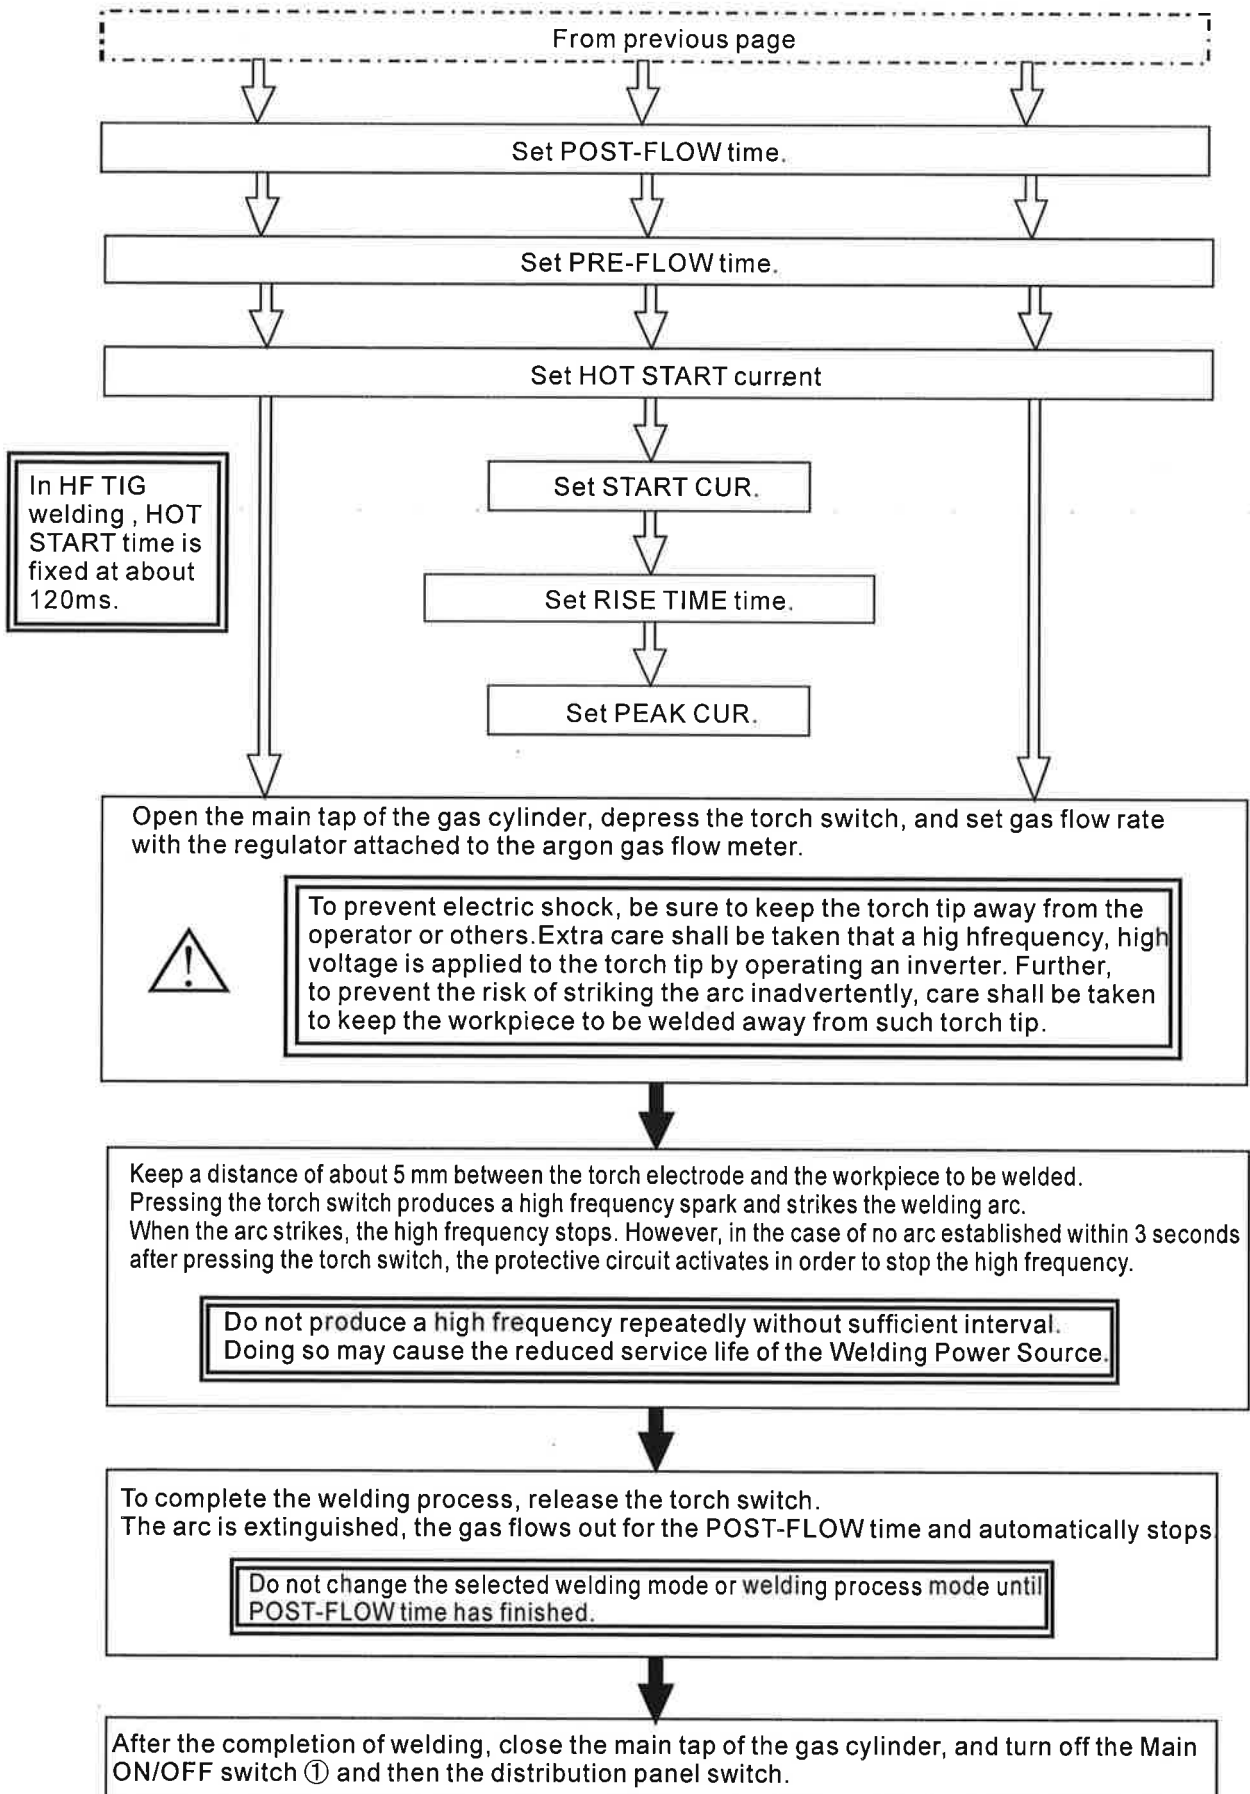 From previous page
Set POST-FLOW time.
Set PRE-FLOW time.
Set HOT START current
In HF TIG
welding , HOT
START time is
fixed at about
120ms.
Set START CUR.
Set RISE TIME time.
Set PEAK CUR.
Open the main tap of the gas cylinder, depress the torch switch, and set gas flow rate
with the regulator attached to the argon gas flow meter.
To prevent electric shock, be sure to keep the torch tip away from the
operator or others.Extra care shall be taken that a hig hfrequency, high
voltage is applied to the torch tip by operating an inverter. Further,
to prevent the risk of striking the arc inadvertently, care shall be taken
to keep the workpiece to be welded away from such torch tip.
Keep a distance of about 5 mm between the torch electrode and the workpiece to be welded.
Pressing the torch switch produces a high frequency spark and strikes the welding arc.
When the arc strikes, the high frequency stops. However, in the case of no arc established within 3 seconds
after pressing the torch switch, the protective circuit activates in order to stop the high frequency.
Do not produce a high frequency repeatedly without sufficient interval.
Doing so may cause the reduced service life of the Welding Power Source.
To complete the welding process, release the torch switch.
The arc is extinguished, the gas flows out for the POST-FLOW time and automatically stops.
Do not change the selected welding mode or welding process mode until
POST-FLOW time has finished.
After the completion of welding, close the main tap of the gas cylinder, and turn off the Main
ON/OFF switch ① and then the distribution panel switch.